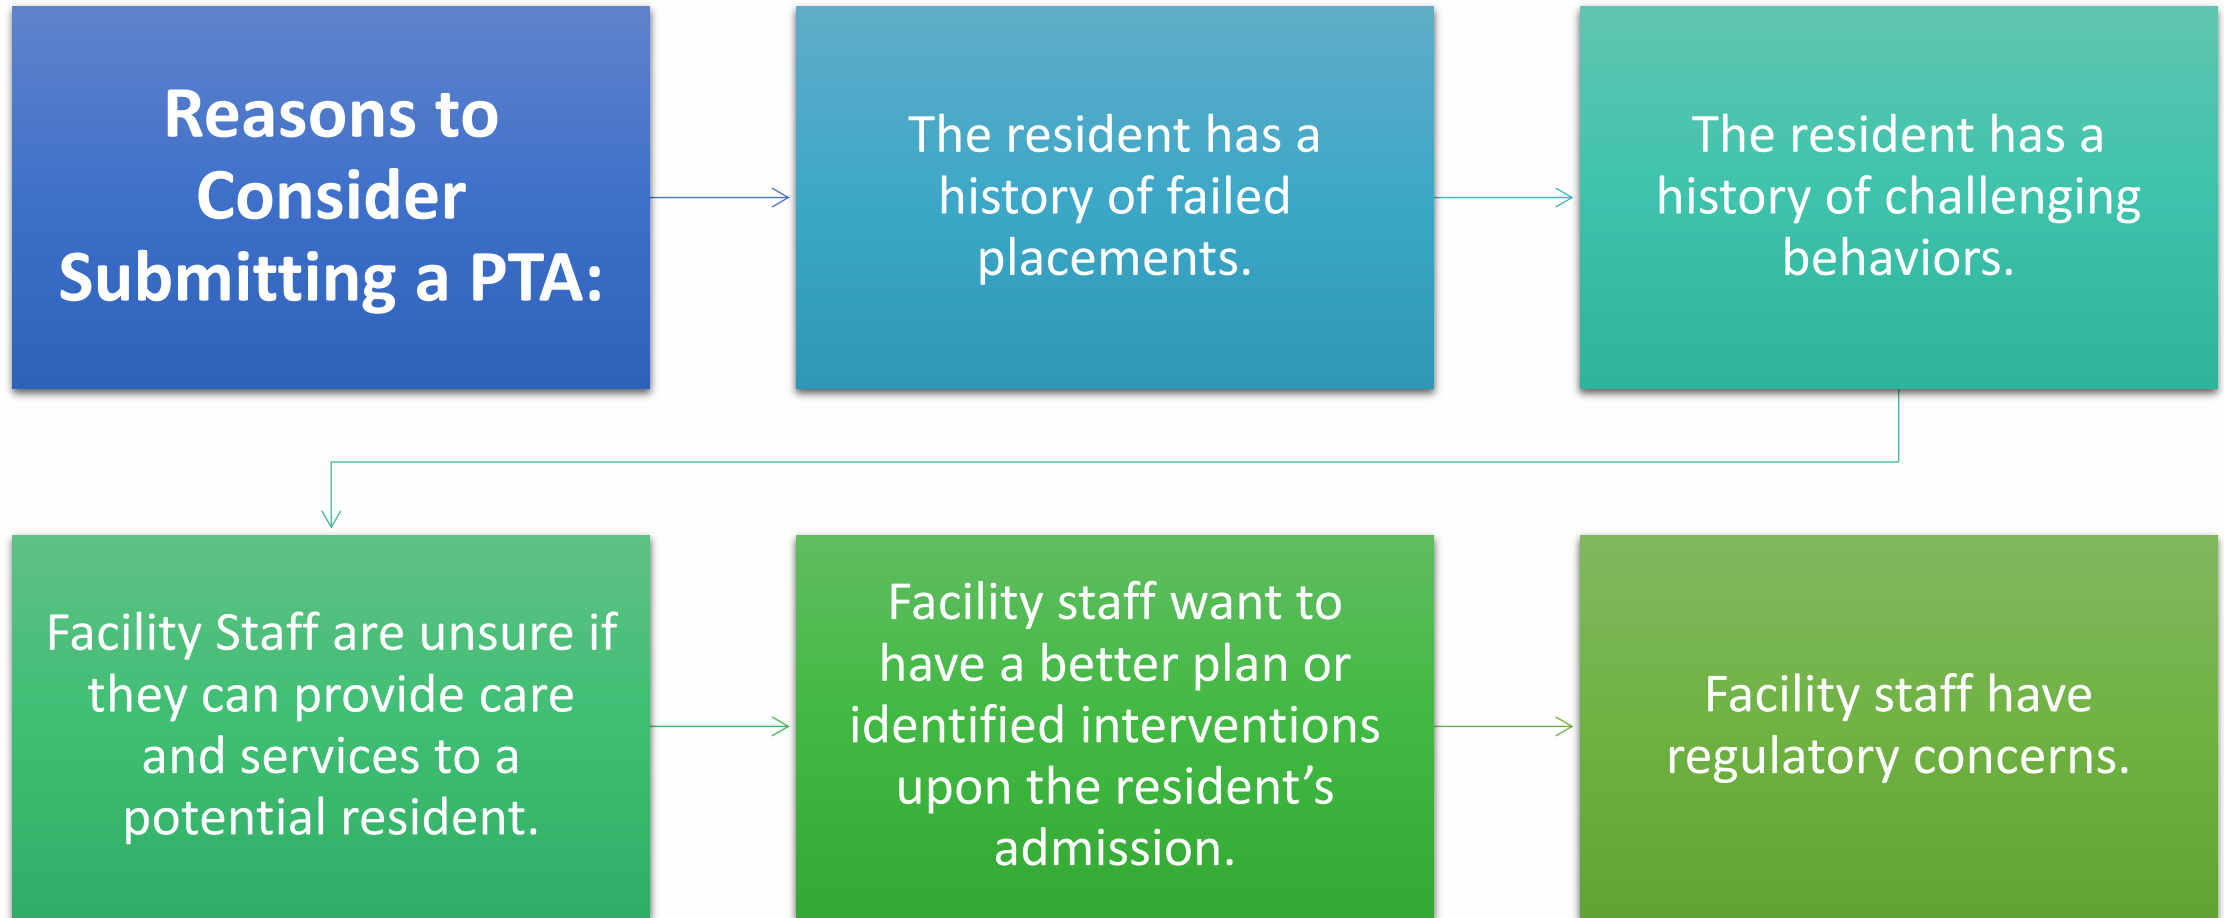 Reasons to
Consider
Submitting a PTA:
The resident has a
history of failed
placements.
The resident has a
history of challenging
behaviors.
Facility Staff are unsure if
they can provide care
and services to a
potential resident.
Facility staff want to
have a better plan or
identified interventions
upon the resident’s
admission.
Facility staff have
regulatory concerns.